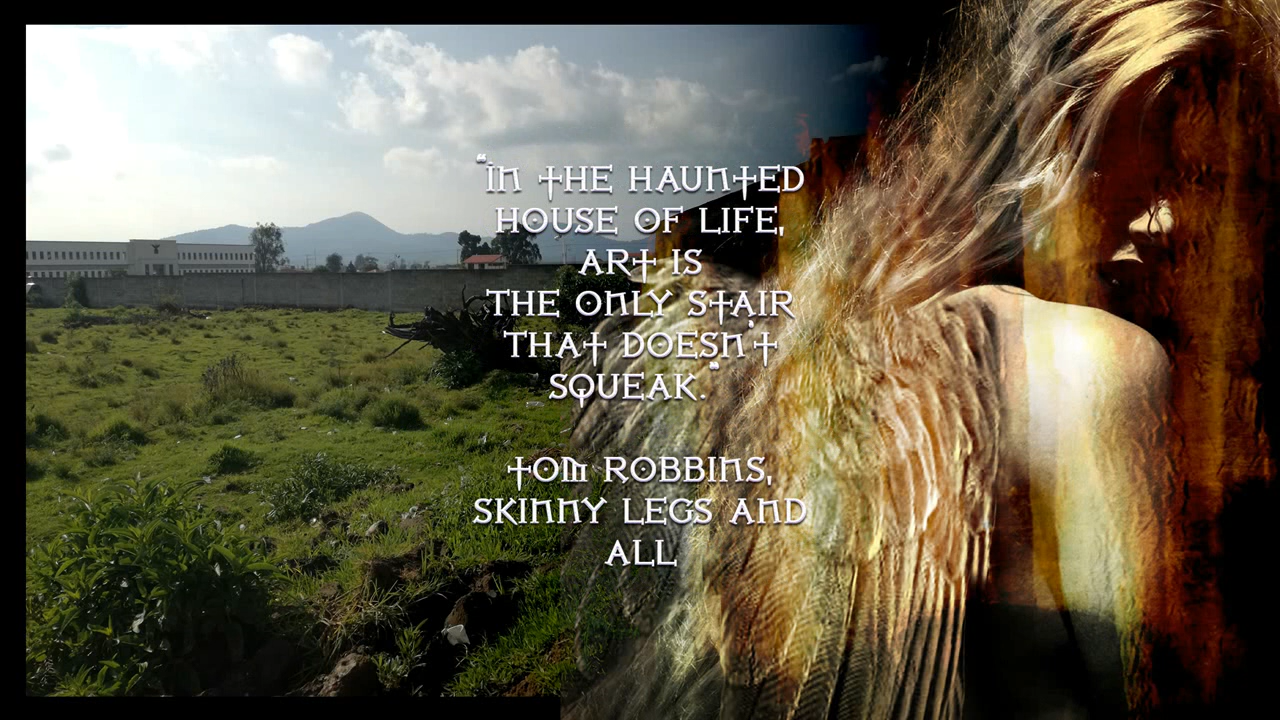 “IN THE HAUNTED
HOUSE OF LIFE,
ART IS
THE ONLY STAIR
THAT DOESN'T
SQUEAK.”
TOM ROBBINS,
SKINNY LEGS AND
ALL